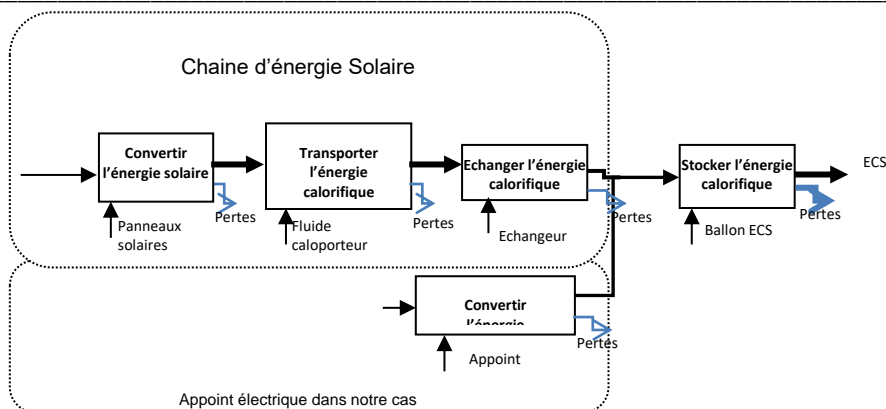 Chaine d’énergie Solaire
Convertir
l’énergie solaire
Transporter
l’énergie
calorifique
Echanger l’énergie
calorifique
Stocker l’énergie
calorifique
ECS
Pertes
Pertes
Pertes
Pertes
Panneaux
solaires
Fluide
caloporteur
Echangeur
Ballon ECS
Convertir
l’énergie
Pertes
Appoint
Appoint électrique dans notre cas